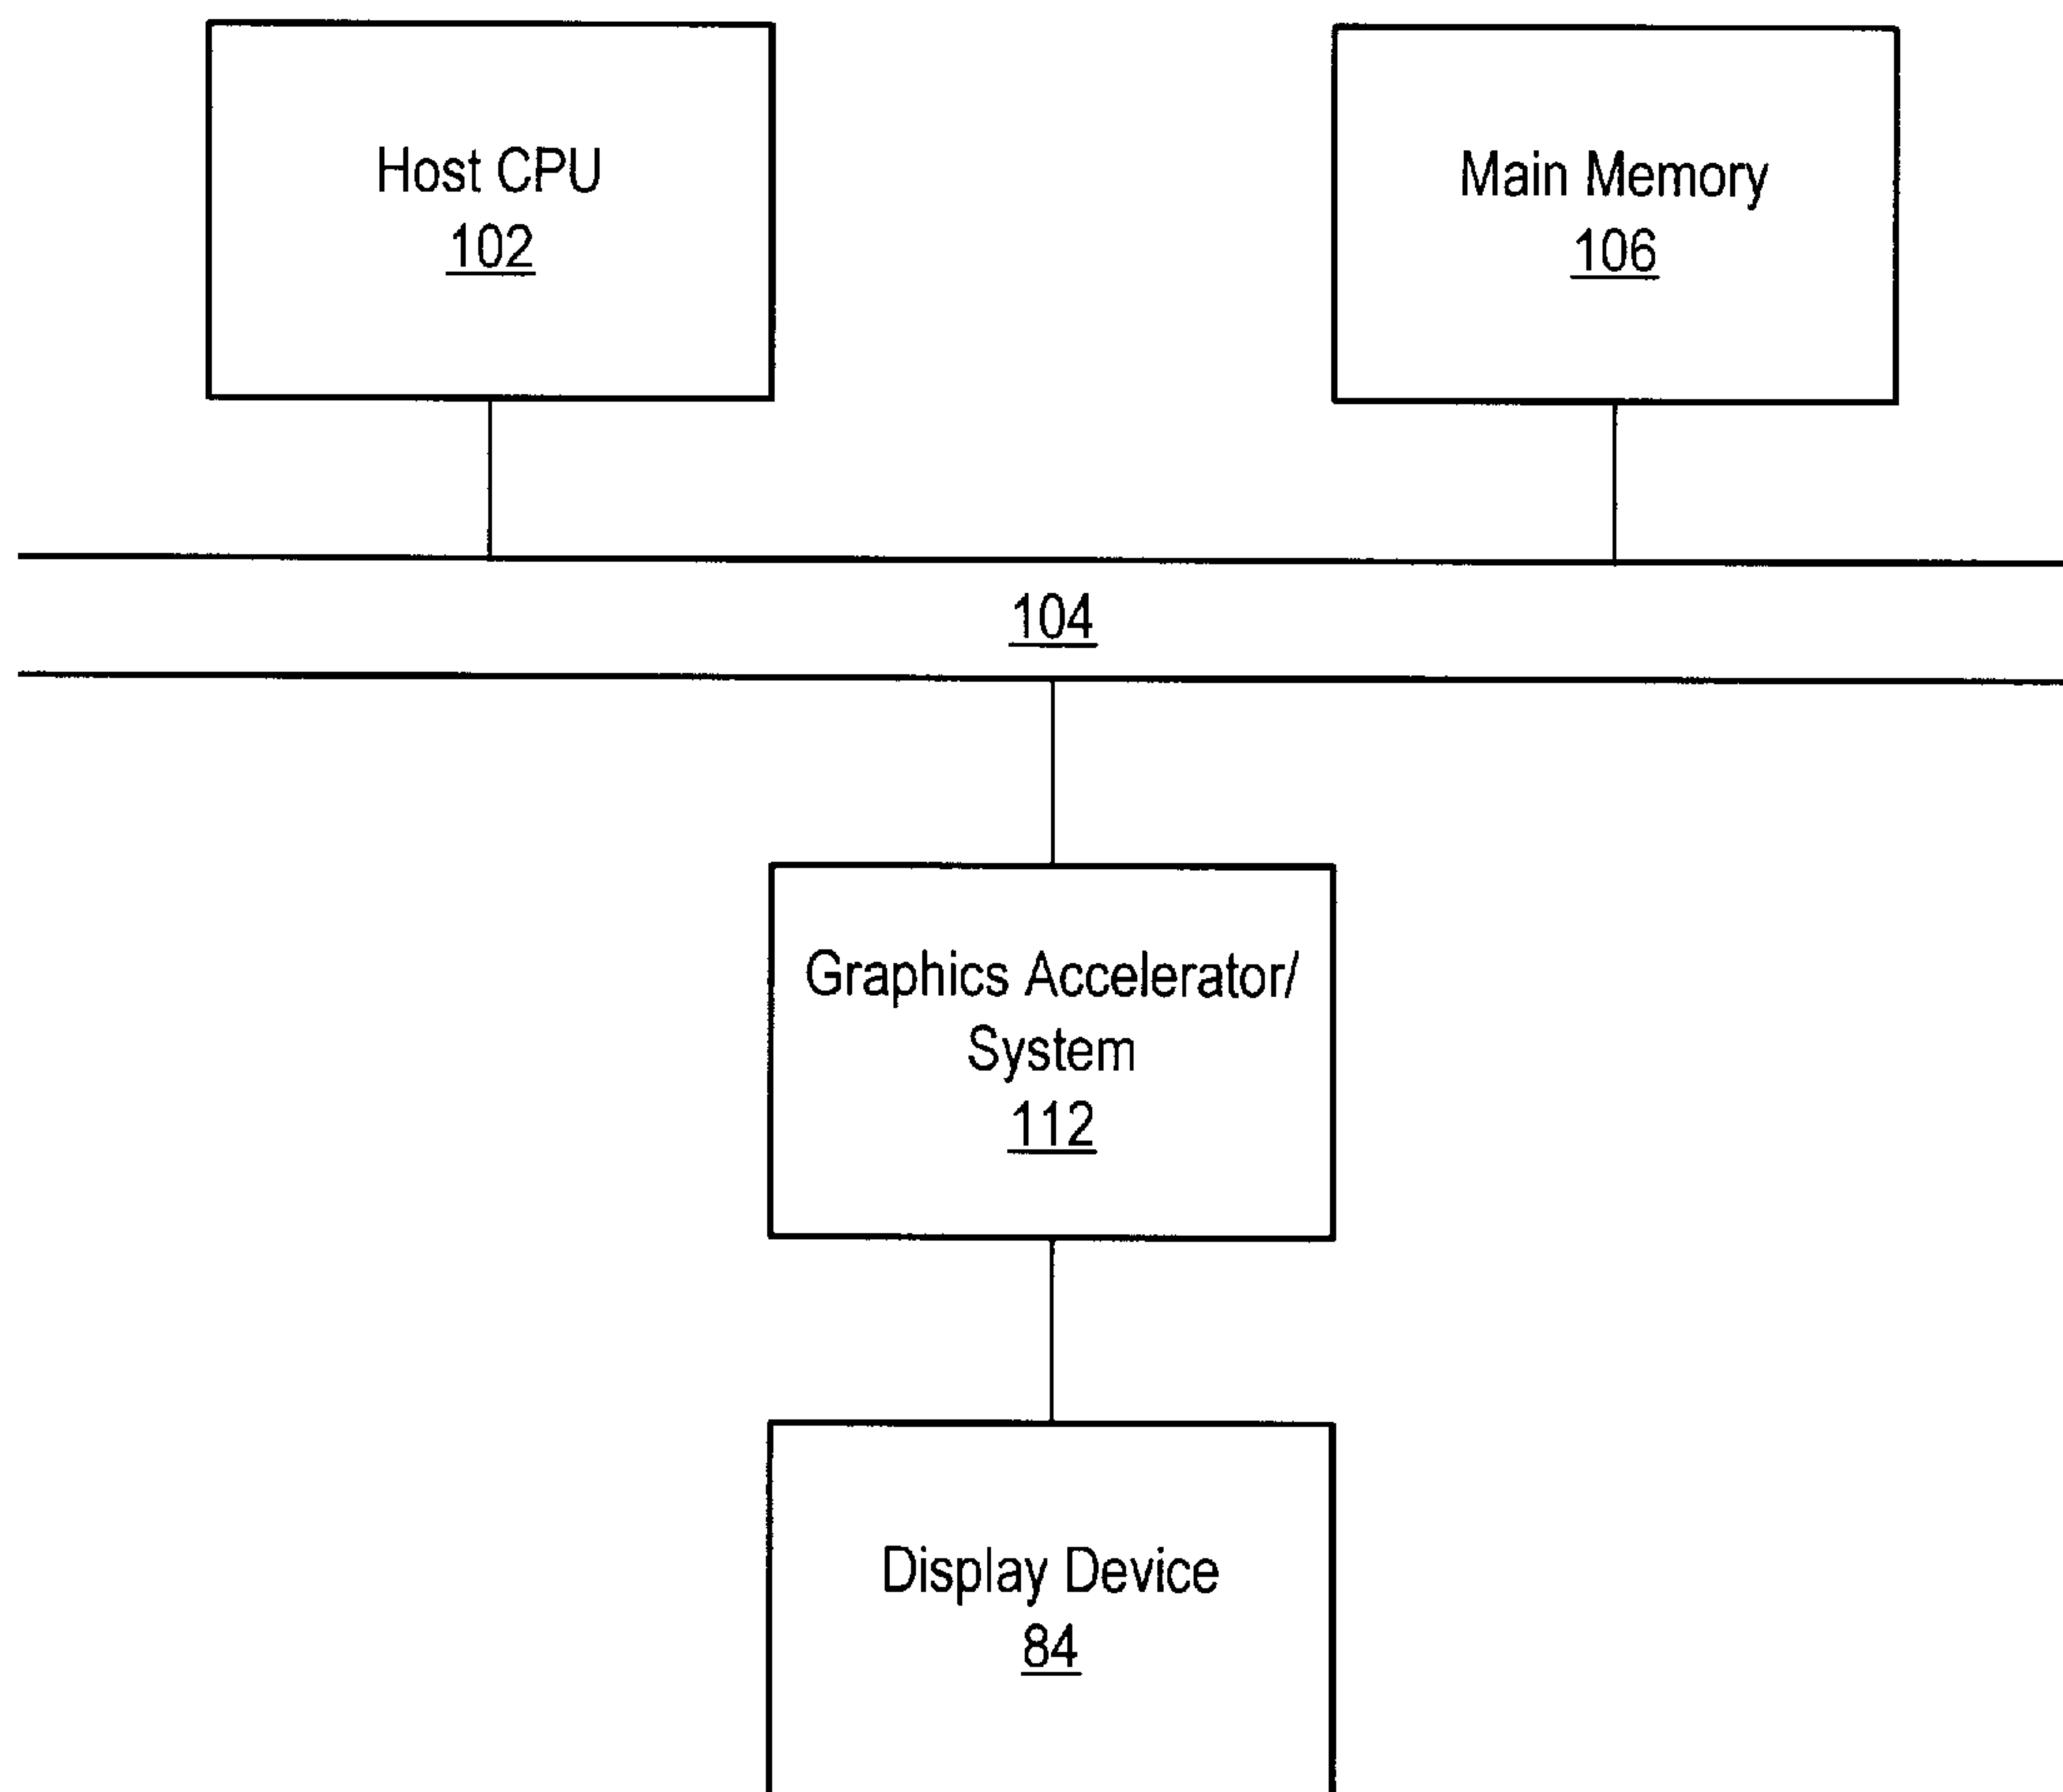 Host CPU
102
Main Memory
106
104
Graphics Accelerator/
System
112
Display Device
84